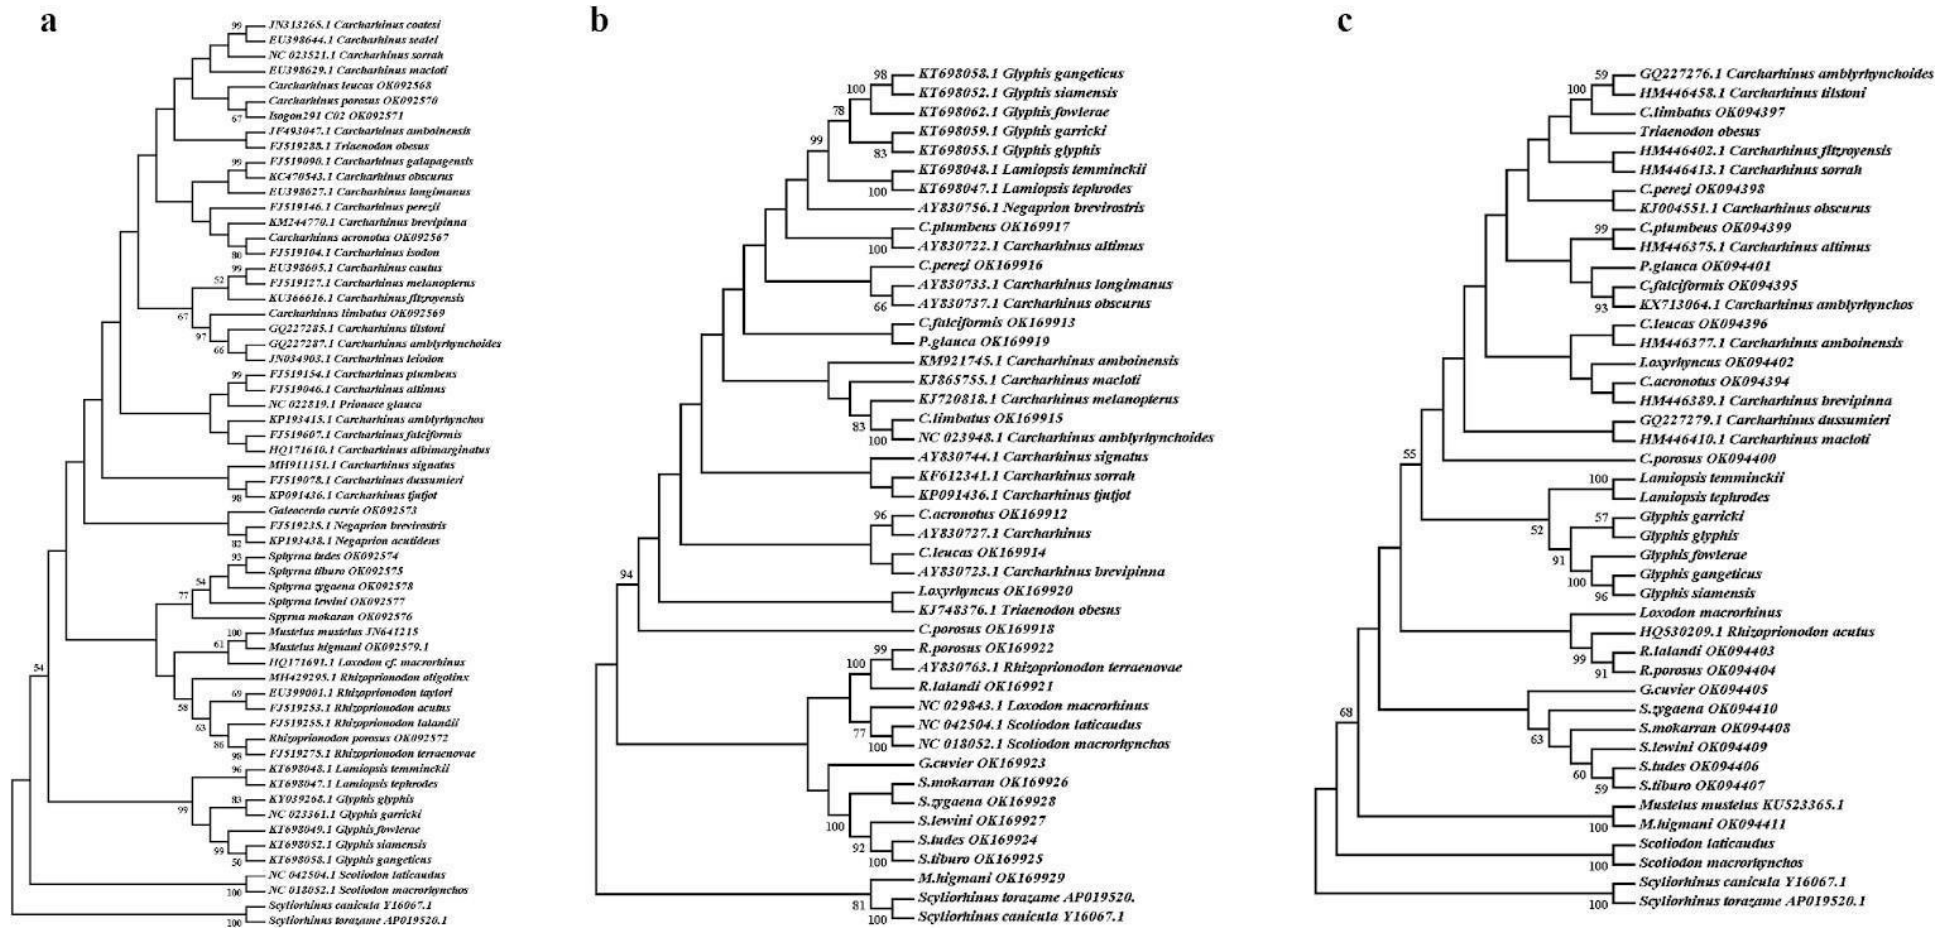 a
99
JN313265.1 Carcharhinus coatesi
EU398644.1 Carcharhinus sealei
NC 023521.1 Carcharhinus sorrah
EU398629.1 Carcharhinus macloti
Carcharhinus leucas OK092568
Carcharhinus porosus OK092570
67
Isogon291 C02 OK092571
JF493047.1 Carcharhinus amboinensis
FJ519288.1 Triaenodon obesus
99
FJ519090.1 Carcharhinus galapagensis
KC470543.1 Carcharhinus obscurus
EU398627.1 Carcharhinus longimanus
FJ519146.1 Carcharhinus perezii
KM244770.1 Carcharhinus brevipinna
Carcharhinus acronotus OK092567
80
FJ519104.1 Carcharhinus isodon
99
EU398605.1 Carcharhinus cautus
52
FJ519127.1 Carcharhinus melanopterus
KU366616.1 Carcharhinus fitzroyensis
67
Carcharhinus limbatus OK092569
97
GQ227285.1 Carcharhinus tilstoni
66
GQ227287.1 Carcharhinus amblyrhynchoides
JN034903.1 Carcharhinus leiodon
99
FJ519154.1 Carcharhinus plumbeus
FJ519046.1 Carcharhinus altimus
NC 022819.1 Prionace glauca
KP193415.1 Carcharhinus amblyrhynchos
FJ519607.1 Carcharhinus falciformis
HQ171610.1 Carcharhinus albimarginatus
MH911151.1 Carcharhinus signatus
FJ519078.1 Carcharhinus dussumieri
98
KP091436.1 Carcharhinus tjutjot
Galeocerdo curvie OK092573
FJ519235.1 Negaprion brevirostris
82
KP193438.1 Negaprion acutidens
93
Sphyrna tudes OK092574
54
Sphyrna tiburo OK092575
77
Sphyrna zygaena OK092578
Sphyrna lewini OK092577
Spyrna mokaran OK092576
100
Mustelus mustelus JN641215
61
Mustelus higmani OK092579.1
HQ171691.1 Loxodon cf. macrorhinus
54
MH429295.1 Rhizoprionodon oligolinx
69
EU399001.1 Rhizoprionodon taylori
58
FJ519253.1 Rhizoprionodon acutus
63
FJ519255.1 Rhizoprionodon lalandii
86
Rhizoprionodon porosus OK092572
98
FJ519275.1 Rhizoprionodon terraenovae
96
KT698048.1 Lamiopsis temminckii
KT698047.1 Lamiopsis tephrodes
99
83
KY039268.1 Glyphis glyphis
NC 023361.1 Glyphis garricki
KT698049.1 Glyphis fowlerae
99
KT698052.1 Glyphis siamensis
50
KT698058.1 Glyphis gangeticus
NC 042504.1 Scoliodon laticaudus
100
NC 018052.1 Scoliodon macrorhynchos
Scyliorhinus canicula Y16067.1
100
Scyliorhinus torazame AP019520.1
b
98
KT698058.1 Glyphis gangeticus
100
KT698052.1 Glyphis siamensis
78
KT698062.1 Glyphis fowlerae
99
KT698059.1 Glyphis garricki
83
KT698055.1 Glyphis glyphis
KT698048.1 Lamiopsis temminckii
100
KT698047.1 Lamiopsis tephrodes
AY830756.1 Negaprion brevirostris
C.plumbeus OK169917
100
AY830722.1 Carcharhinus altimus
C.perezi OK169916
AY830733.1 Carcharhinus longimanus
66
AY830737.1 Carcharhinus obscurus
C.falciformis OK169913
P.glauca OK169919
KM921745.1 Carcharhinus amboinensis
KJ865755.1 Carcharhinus macloti
KJ720818.1 Carcharhinus melanopterus
83
C.limbatus OK169915
100
NC 023948.1 Carcharhinus amblyrhynchoides
AY830744.1 Carcharhinus signatus
KF612341.1 Carcharhinus sorrah
KP091436.1 Carcharhinus tjutjot
96
C.acronotus OK169912
AY830727.1 Carcharhinus
C.leucas OK169914
94
AY830723.1 Carcharhinus brevipinna
Loxyrhyncus OK169920
KJ748376.1 Triaenodon obesus
C.porosus OK169918
99
R.porosus OK169922
100
AY830763.1 Rhizoprionodon terraenovae
R.lalandi OK169921
NC 029843.1 Loxodon macrorhinus
77
NC 042504.1 Scoliodon laticaudus
100
NC 018052.1 Scoliodon macrorhynchos
G.cuvier OK169923
S.mokarran OK169926
S.zygaena OK169928
100
S.lewini OK169927
92
S.tudes OK169924
100
S.tiburo OK169925
M.higmani OK169929
81
Scyliorhinus torazame AP019520.
100
Scyliorhinus canicula Y16067.1
c
59
GQ227276.1 Carcharhinus amblyrhynchoides
100
HM446458.1 Carcharhinus tilstoni
C.limbatus OK094397
Triaenodon obesus
HM446402.1 Carcharhinus fitzroyensis
HM446413.1 Carcharhinus sorrah
C.perezi OK094398
KJ004551.1 Carcharhinus obscurus
99
C.plumbeus OK094399
HM446375.1 Carcharhinus altimus
P.glauca OK094401
C.falciformis OK094395
93
KX713064.1 Carcharhinus amblyrhynchos
C.leucas OK094396
HM446377.1 Carcharhinus amboinensis
Loxyrhyncus OK094402
C.acronotus OK094394
HM446389.1 Carcharhinus brevipinna
GQ227279.1 Carcharhinus dussumieri
HM446410.1 Carcharhinus macloti
55
C.porosus OK094400
100
Lamiopsis temminckii
Lamiopsis tephrodes
52
57
Glyphis garricki
Glyphis glyphis
91
Glyphis fowlerae
100
Glyphis gangeticus
96
Glyphis siamensis
Loxodon macrorhinus
HQ530209.1 Rhizoprionodon acutus
99
R.lalandi OK094403
91
R.porosus OK094404
G.cuvier OK094405
68
S.zygaena OK094410
63
S.mokarran OK094408
S.lewini OK094409
60
S.tudes OK094406
59
S.tiburo OK094407
Mustelus mustelus KU523365.1
100
M.higmani OK094411
Scoliodon laticaudus
100
Scoliodon macrorhynchos
Scyliorhinus canicula Y16067.1
100
Scyliorhinus torazame AP019520.1